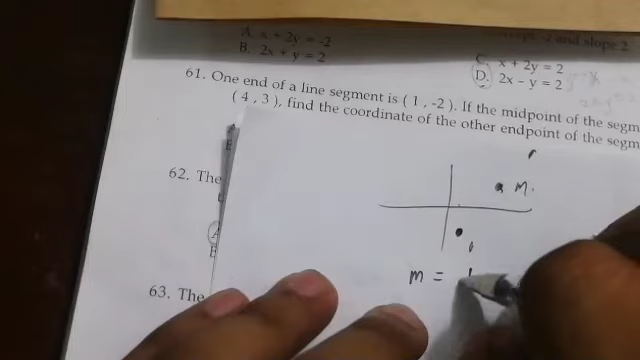 A. x + 2y = -2
B. 2x + y = 2
-2 and slope 2
C. x + 2y = 2
D. 2x - y = 2
61. One end of a line segment is ( 1 , -2 ). If the midpoint of the segm
( 4 , 3 ), find the coordinate of the other endpoint of the segm
M.
62. The
m =
63. The